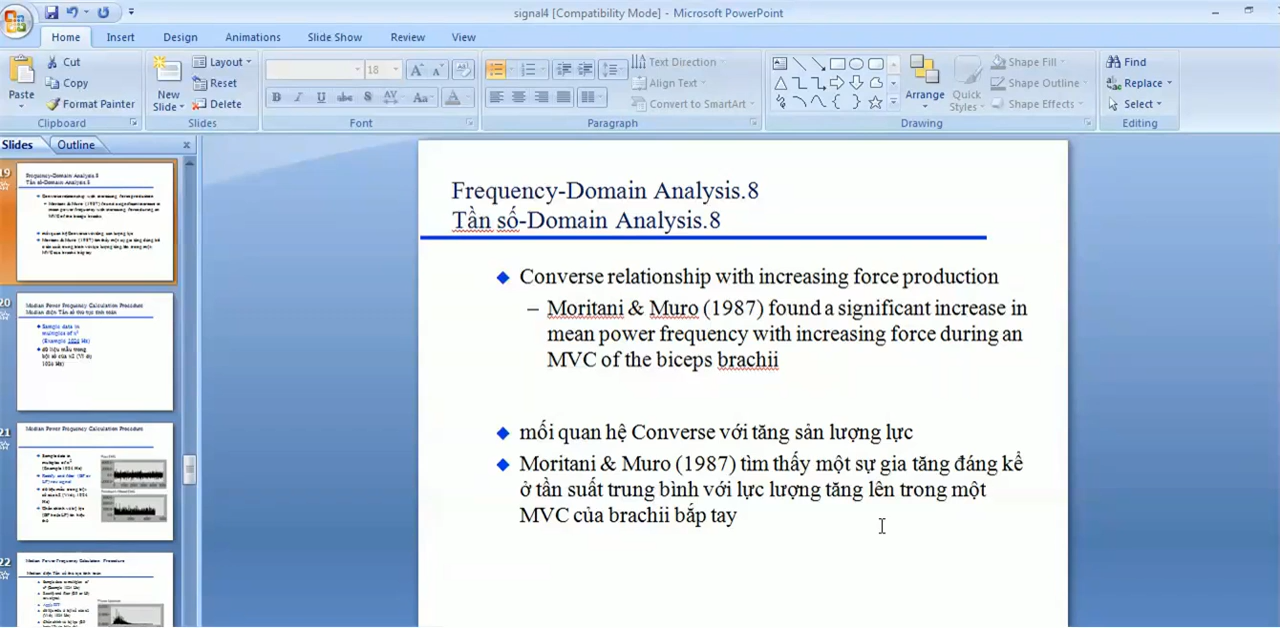 signal4 [Compatibility Mode] - Microsoft PowerPoint
Home Insert Design Slide Show Animations Review View
Cut
Copy
Format Painter
Paste
Clipboard
New Slide
Layout
Reset
Delete
Slides
18
Font
Text Direction
Align Text
Convert to SmartArt
Paragraph
Arrange
Quick Styles
Shape Fill
Shape Outline
Shape Effects
Drawing
Find
Replace
Select
Editing
Slides Outline
19
Frequency-Domain Analysis.8
Tần số-Domain Analysis.8
20
Median Power Frequency Calculation Procedure
21
Median Power Frequency Calculation Procedure
22
Median Power Frequency Calculation Procedure
Frequency-Domain Analysis.8
Tần số-Domain Analysis.8
Converse relationship with increasing force production
– Moritani & Muro (1987) found a significant increase in
mean power frequency with increasing force during an
MVC of the biceps brachii
mối quan hệ Converse với tăng sản lượng lực
Moritani & Muro (1987) tìm thấy một sự gia tăng đáng kể
ở tần suất trung bình với lực lượng tăng lên trong một
MVC của brachii bắp tay